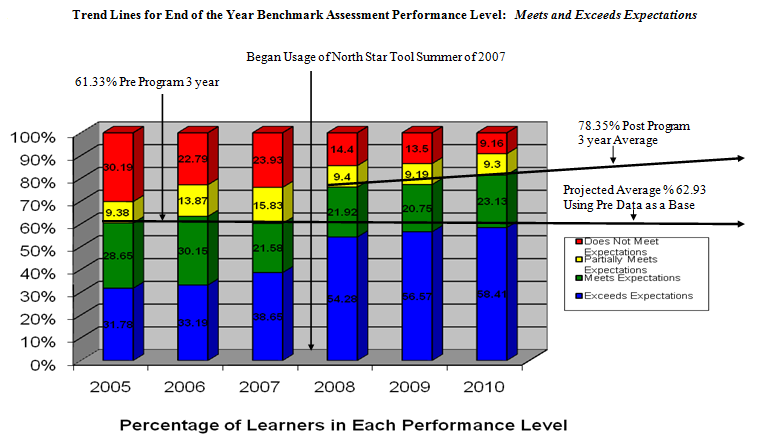 Trend Lines for End of the Year Benchmark Assessment Performance Level: Meets and Exceeds Expectations
Began Usage of North Star Tool Summer of 2007
61.33% Pre Program 3 year
78.35% Post Program
3 year Average
Projected Average % 62.93
Using Pre Data as a Base
100%
90%
80%
70%
60%
50%
40%
30%
20%
10%
0%
30.19 22.79 23.93 14.4 13.5 9.16
9.38 13.87 15.83 9.4 9.19 9.3
28.65 30.15 21.58 21.92 20.75 23.13
31.78 33.19 38.65 54.28 56.57 58.41
Does Not Meet
Expectations
Partially Meets
Expectations
Meets Expectations
Exceeds Expectations
2005 2006 2007 2008 2009 2010
Percentage of Learners in Each Performance Level